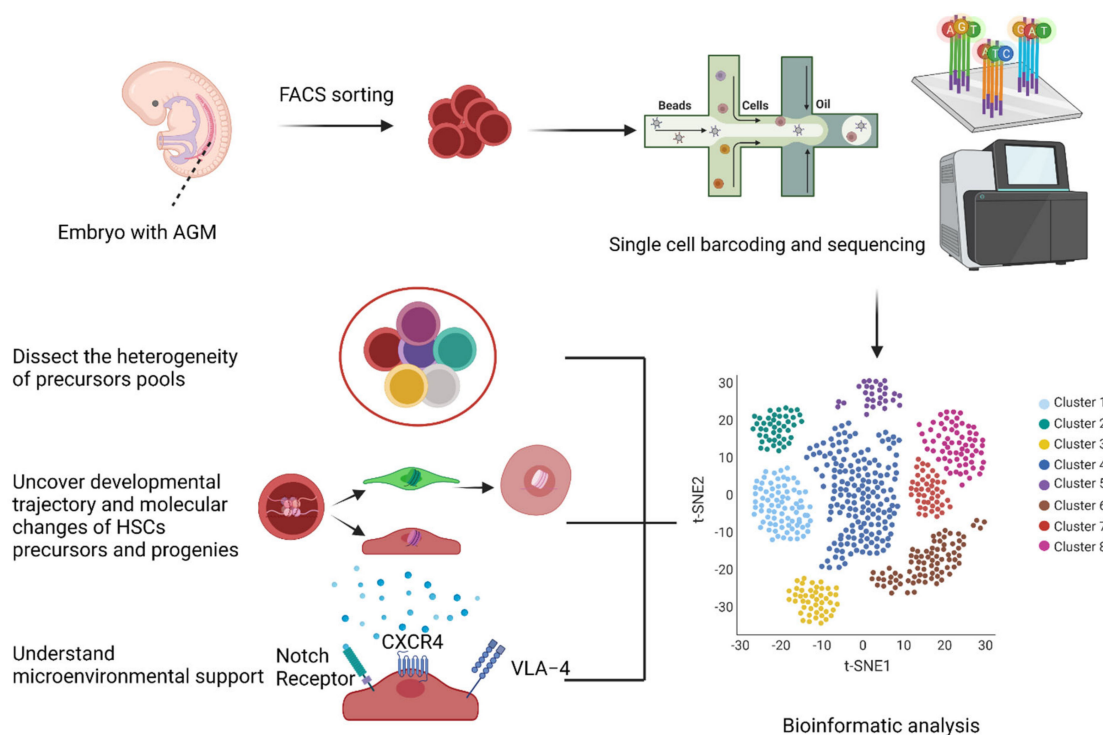 FACS sorting
Embryo with AGM
Beads
Cells
Oil
A G T
A T C
G A T
Single cell barcoding and sequencing
Dissect the heterogeneity
of precursors pools
Uncover developmental
trajectory and molecular
changes of HSCs
precursors and progenies
Understand
microenvironmental support
Notch
Receptor
CXCR4
VLA-4
t-SNE2
30
20
10
0
-10
-20
-30
-20
-10
0
10
20
30
t-SNE1
Cluster 1
Cluster 2
Cluster 3
Cluster 4
Cluster 5
Cluster 6
Cluster 7
Cluster 8
Bioinformatic analysis